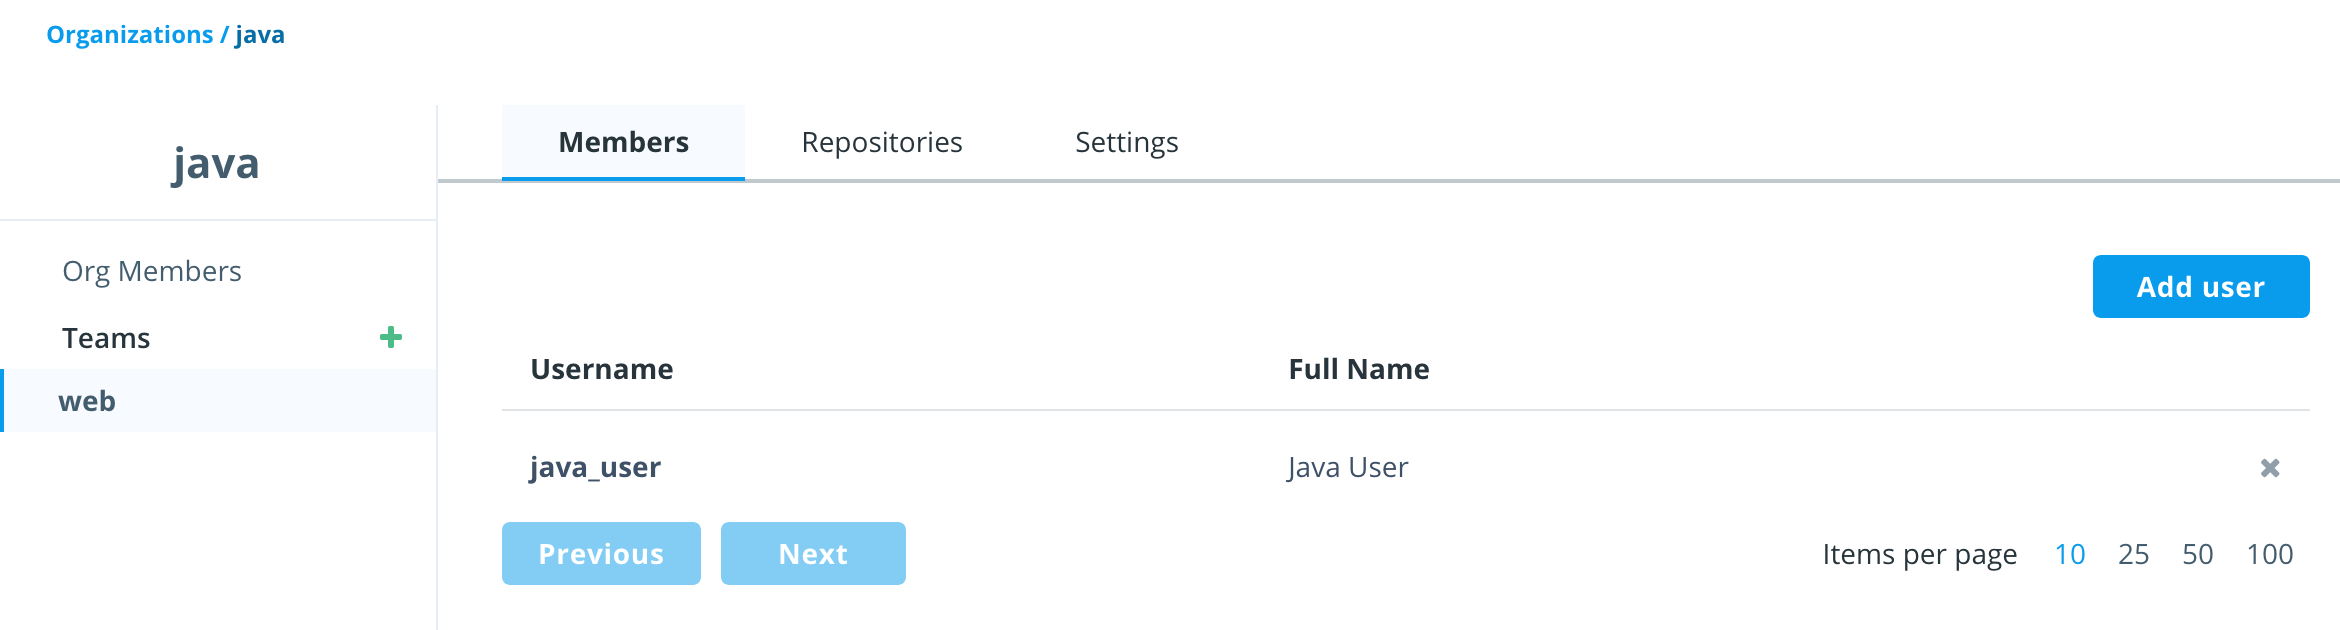 Organizations / java
java
Org Members
Teams
web
Members Repositories Settings
Add user
Username Full Name
java_user Java User
Previous Next Items per page 10 25 50 100